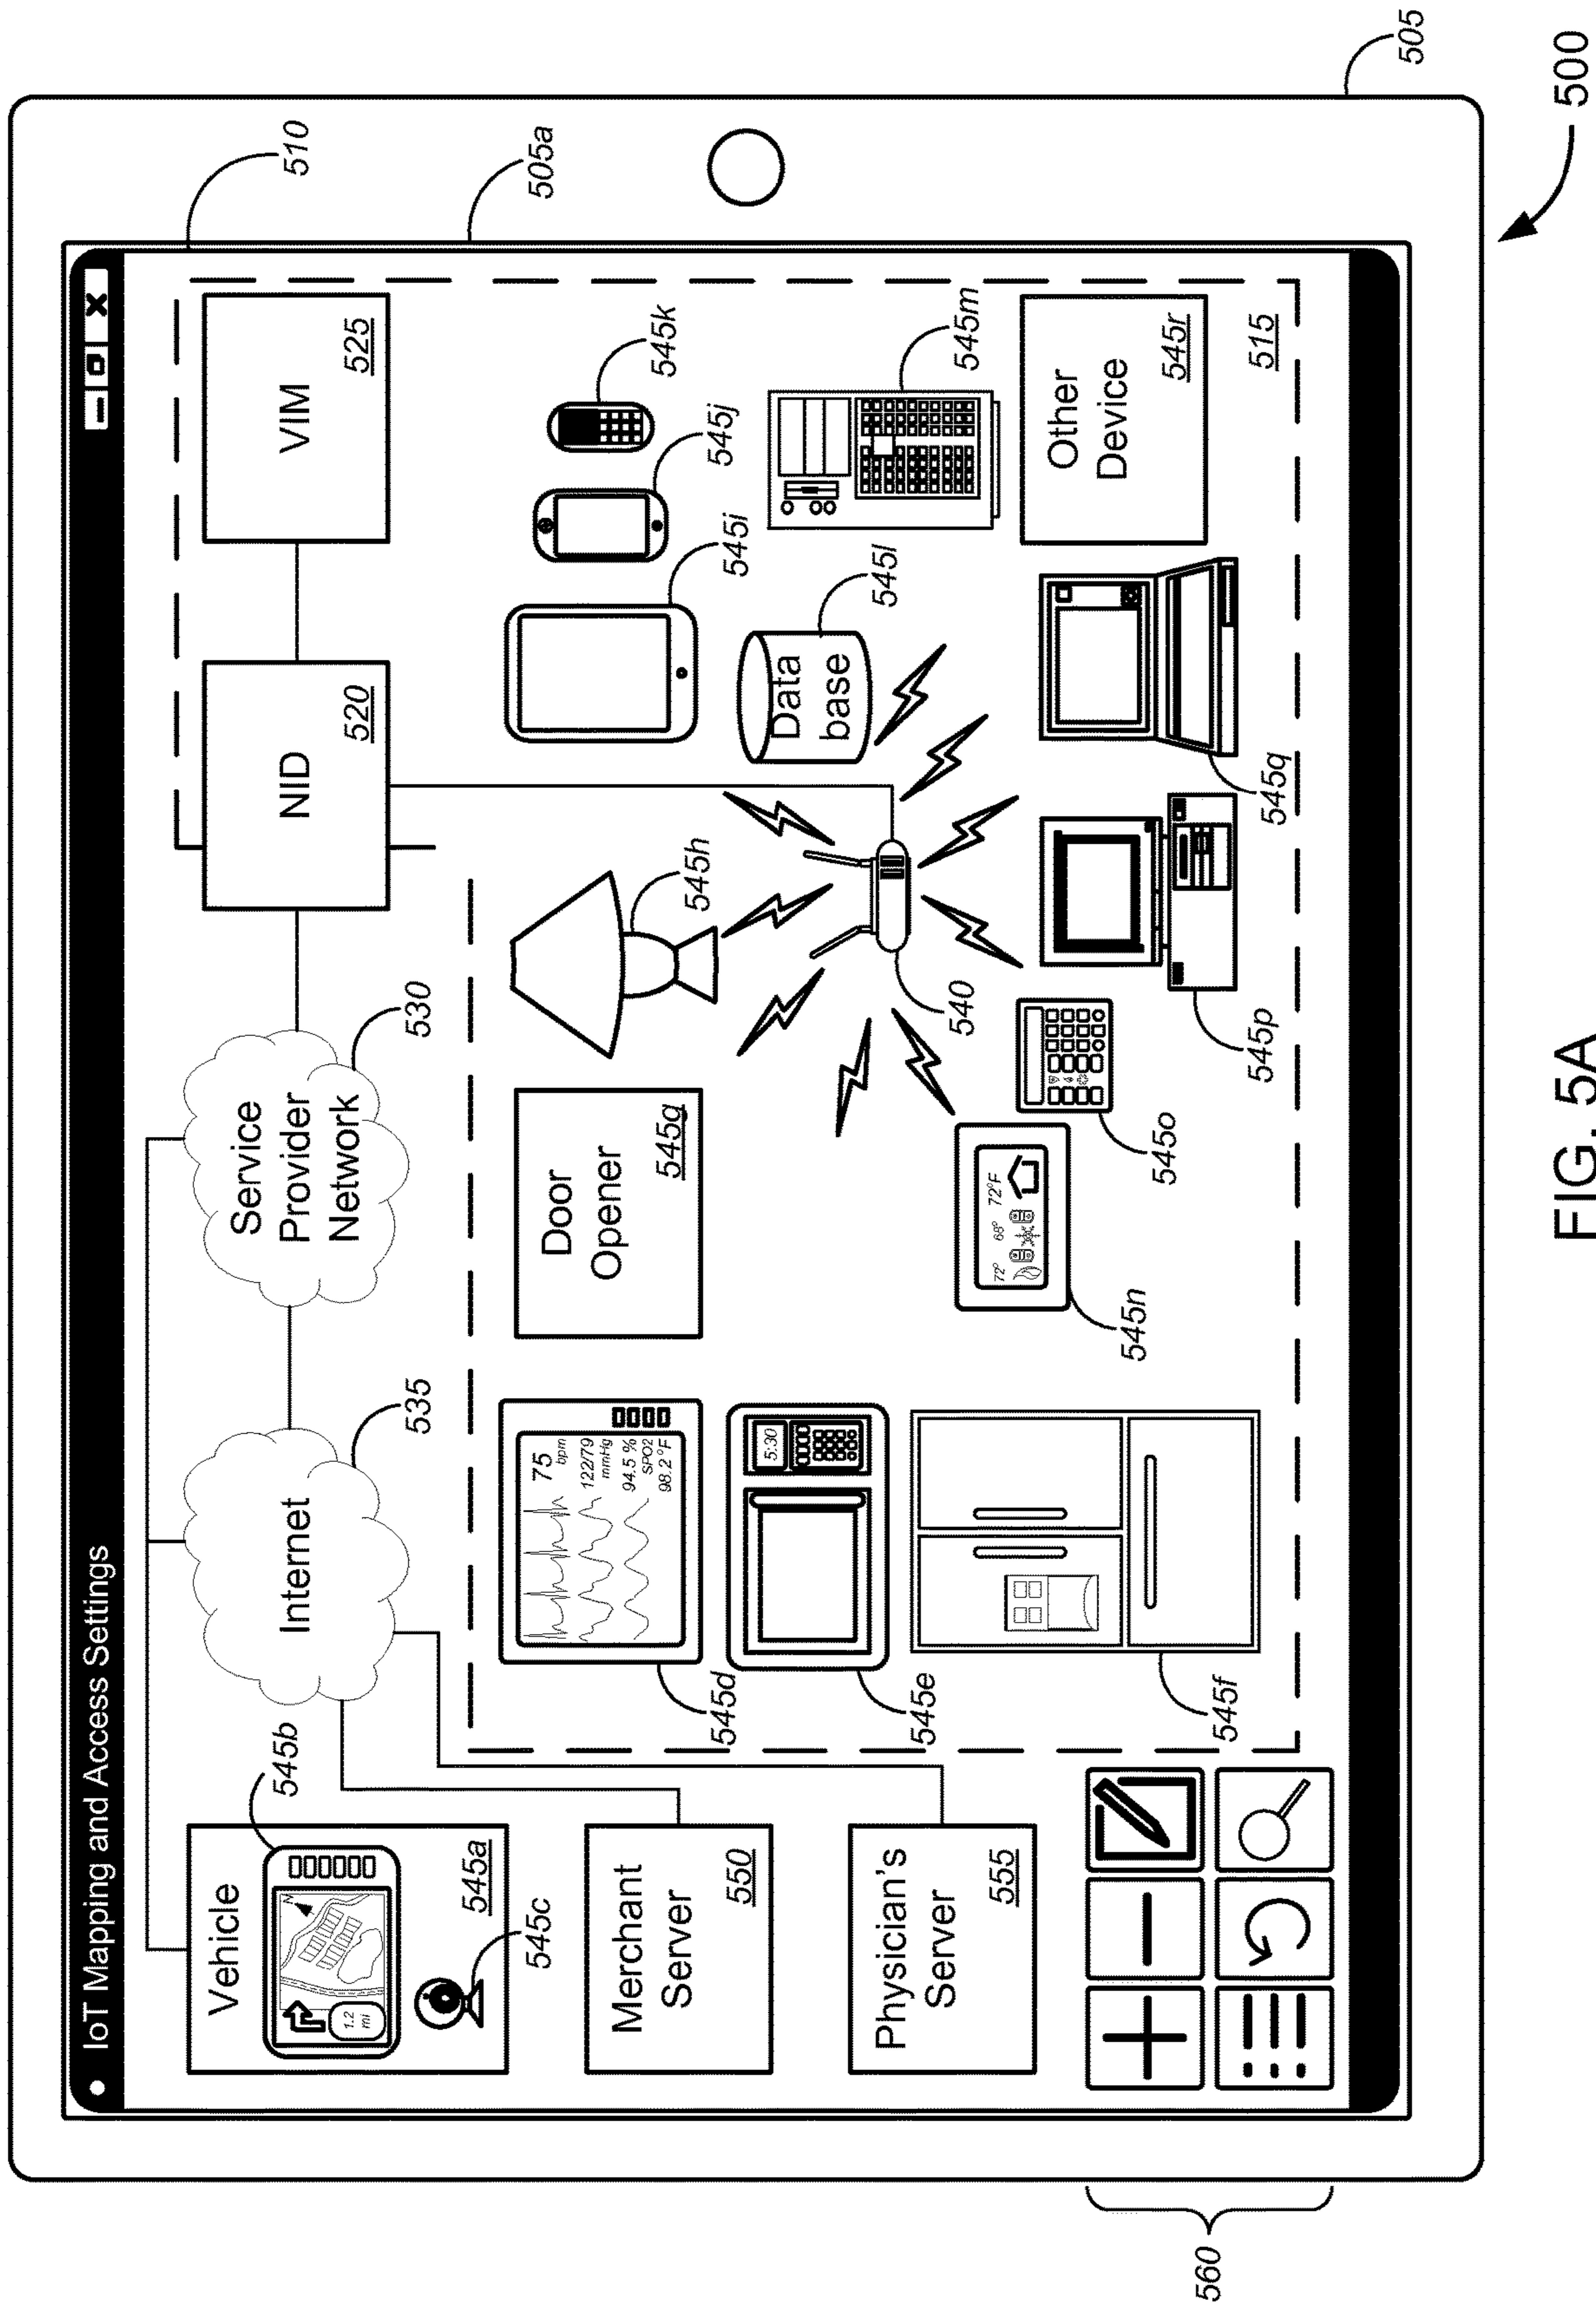 IoT Mapping and Access Settings
510
505
505a
Vehicle
545b
545a
545c
1.2
mi
N
Internet
535
Service
Provider
Network
530
NID
520
VIM
525
Merchant
Server
550
Physician's
Server
555
75
bpm
122/79
mmHg
94.5 %
SPO2
98.2 °F
545d
5:30
545e
545f
Door
Opener
545g
545h
545i
545j
545k
Data
base
545l
545m
540
72°
68°
72°F
545n
545o
545p
545q
Other
Device
545r
515
560
500
FIG. 5A